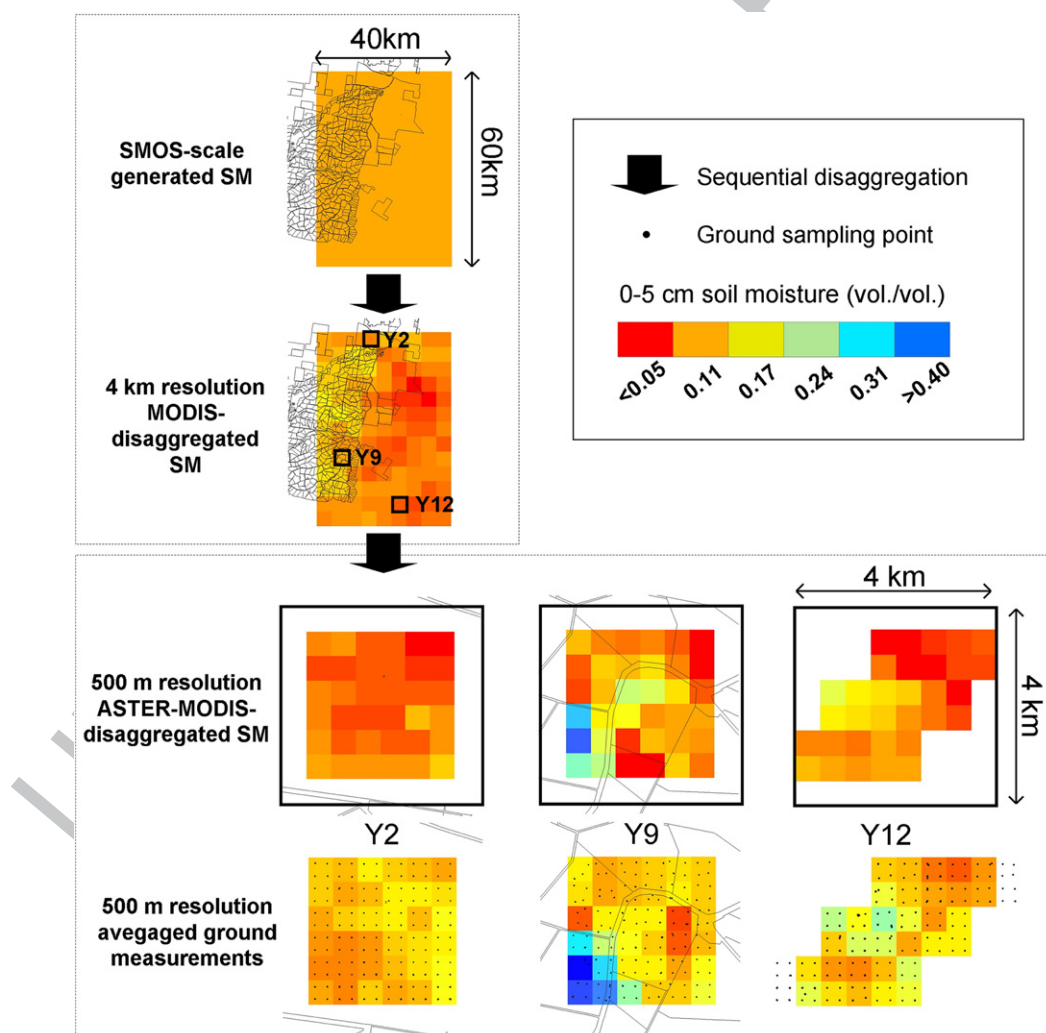 40km
60km
SMOS-scale
generated SM
Sequential disaggregation
Ground sampling point
0-5 cm soil moisture (vol./vol.)
<0.05 0.11 0.17 0.24 0.31 >0.40
4 km resolution
MODIS-
disaggregated
SM
Y2
Y9
Y12
4 km
4 km
500 m resolution
ASTER-MODIS-
disaggregated SM
Y2 Y9 Y12
500 m resolution
avegaged ground
measurements